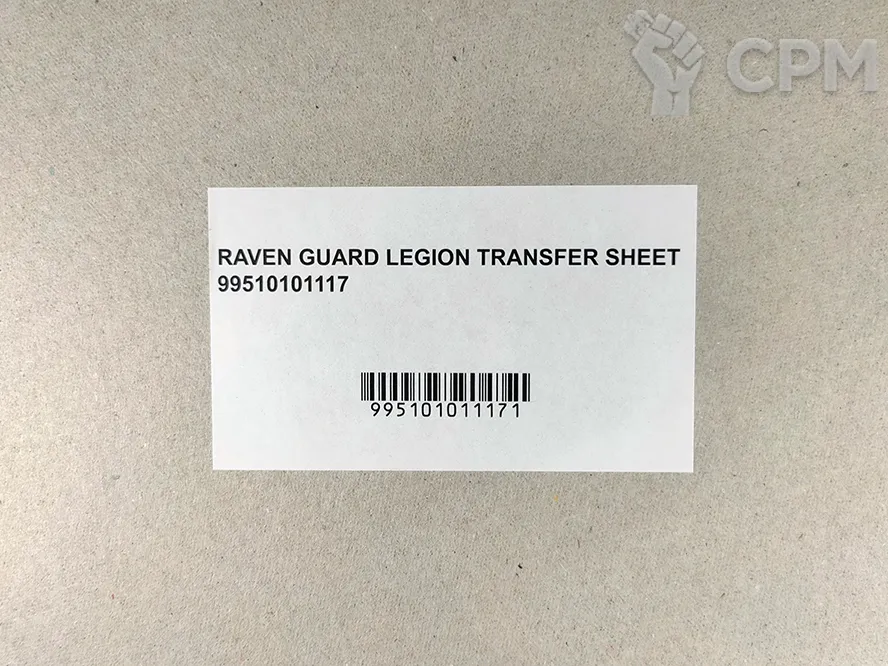 CPM
RAVEN GUARD LEGION TRANSFER SHEET
99510101117
995101011171